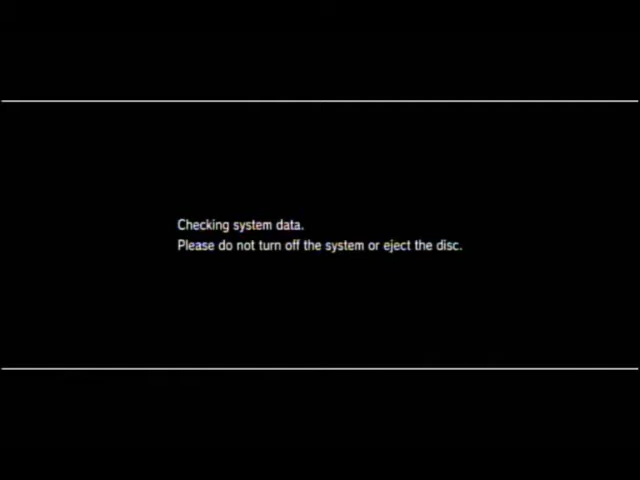 Checking system data.
Please do not turn off the system or eject the disc.